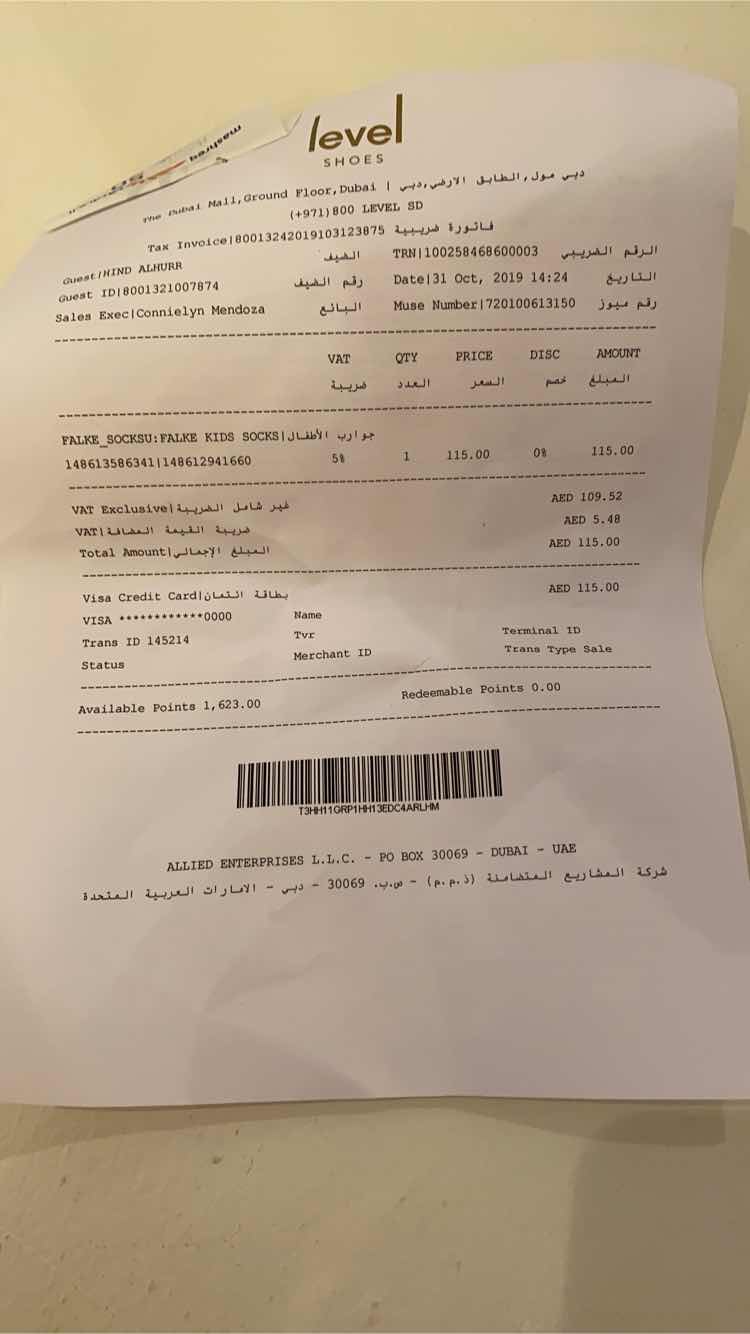 mashreq
level
SHOES
The Dubai Mall,Ground Floor,Dubai | دبي مول,الطابق الارضي,دبي
(+971)800 LEVEL SD
Tax Invoice|80013242019103123875 فاتورة ضريبية
Guest|HIND ALHURR الضيف TRN|100258468600003 الرقم الضريبي
Guest ID|8001321007874 رقم الضيف Date|31 Oct, 2019 14:24 التاريخ
Sales Exec|Connielyn Mendoza البائع Muse Number|720100613150 رقم ميوز
VAT QTY PRICE DISC AMOUNT
ضريبة العدد السعر خصم المبلغ
FALKE_SOCKSU:FALKE KIDS SOCKS|جوارب الأطفال
148613586341|148612941660 5% 1 115.00 0% 115.00
VAT Exclusive|غير شامل الضريبة AED 109.52
VAT|ضريبة القيمة المضافة AED 5.48
Total Amount|المبلغ الإجمالي AED 115.00
Visa Credit Card|بطاقة ائتمان AED 115.00
VISA ************0000 Name
Trans ID 145214 Tvr Terminal ID
Status Merchant ID Trans Type Sale
Available Points 1,623.00 Redeemable Points 0.00
T3HH11GRP1HH13EDC4ARLHM
ALLIED ENTERPRISES L.L.C. - PO BOX 30069 - DUBAI - UAE
شركة المشاريع المتضامنة (ذ.م.م) - ص.ب. 30069 - دبي - الامارات العربية المتحدة